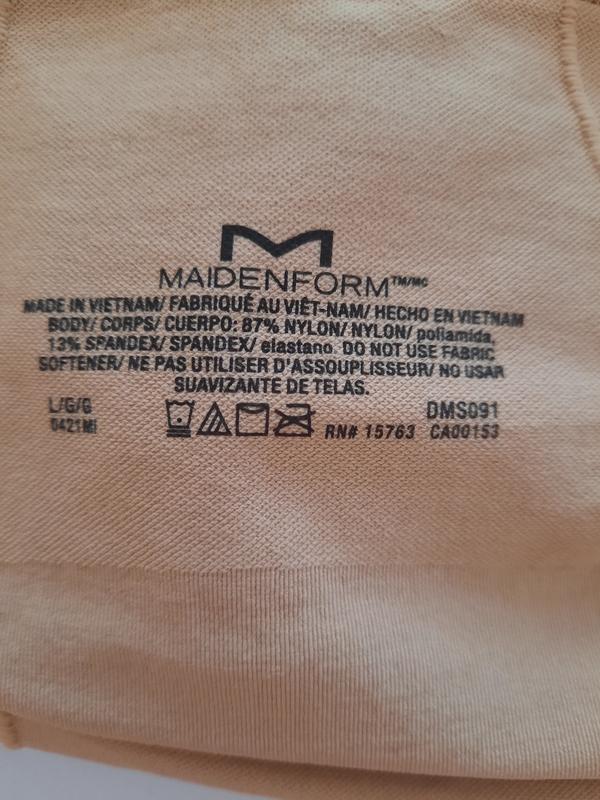 M
MAIDENFORM™/MC
MADE IN VIETNAM/ FABRIQUÉ AU VIÊT-NAM/ HECHO EN VIETNAM
BODY/ CORPS/ CUERPO: 87% NYLON/ NYLON/ poliamida,
13% SPANDEX/ SPANDEX/ elastano. DO NOT USE FABRIC
SOFTENER/ NE PAS UTILISER D'ASSOUPLISSEUR/ NO USAR
SUAVIZANTE DE TELAS.
L/G/G DMS091
0421MI RN# 15763 CA00153